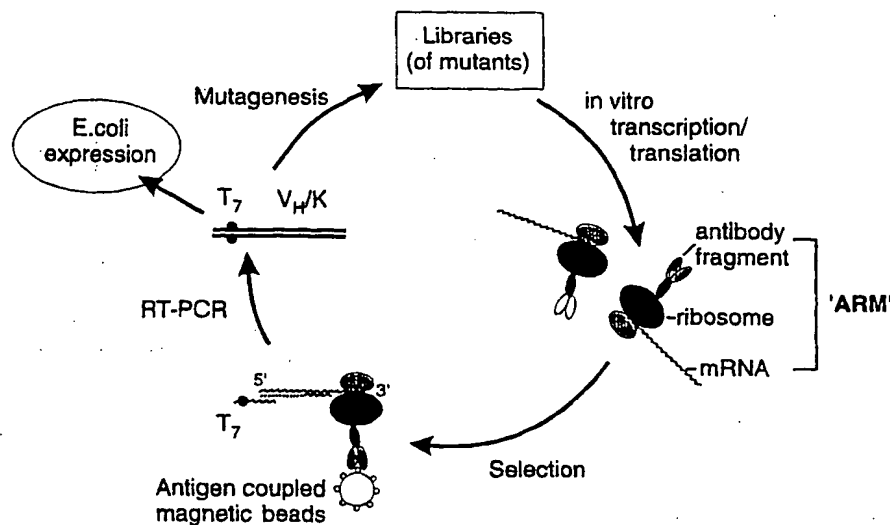 Libraries
(of mutants)
Mutagenesis
in vitro
transcription/
translation
E.coli
expression
T7
VH/K
antibody
fragment
'ARM'
ribosome
mRNA
RT-PCR
5'
3'
T7
Selection
Antigen coupled
magnetic beads